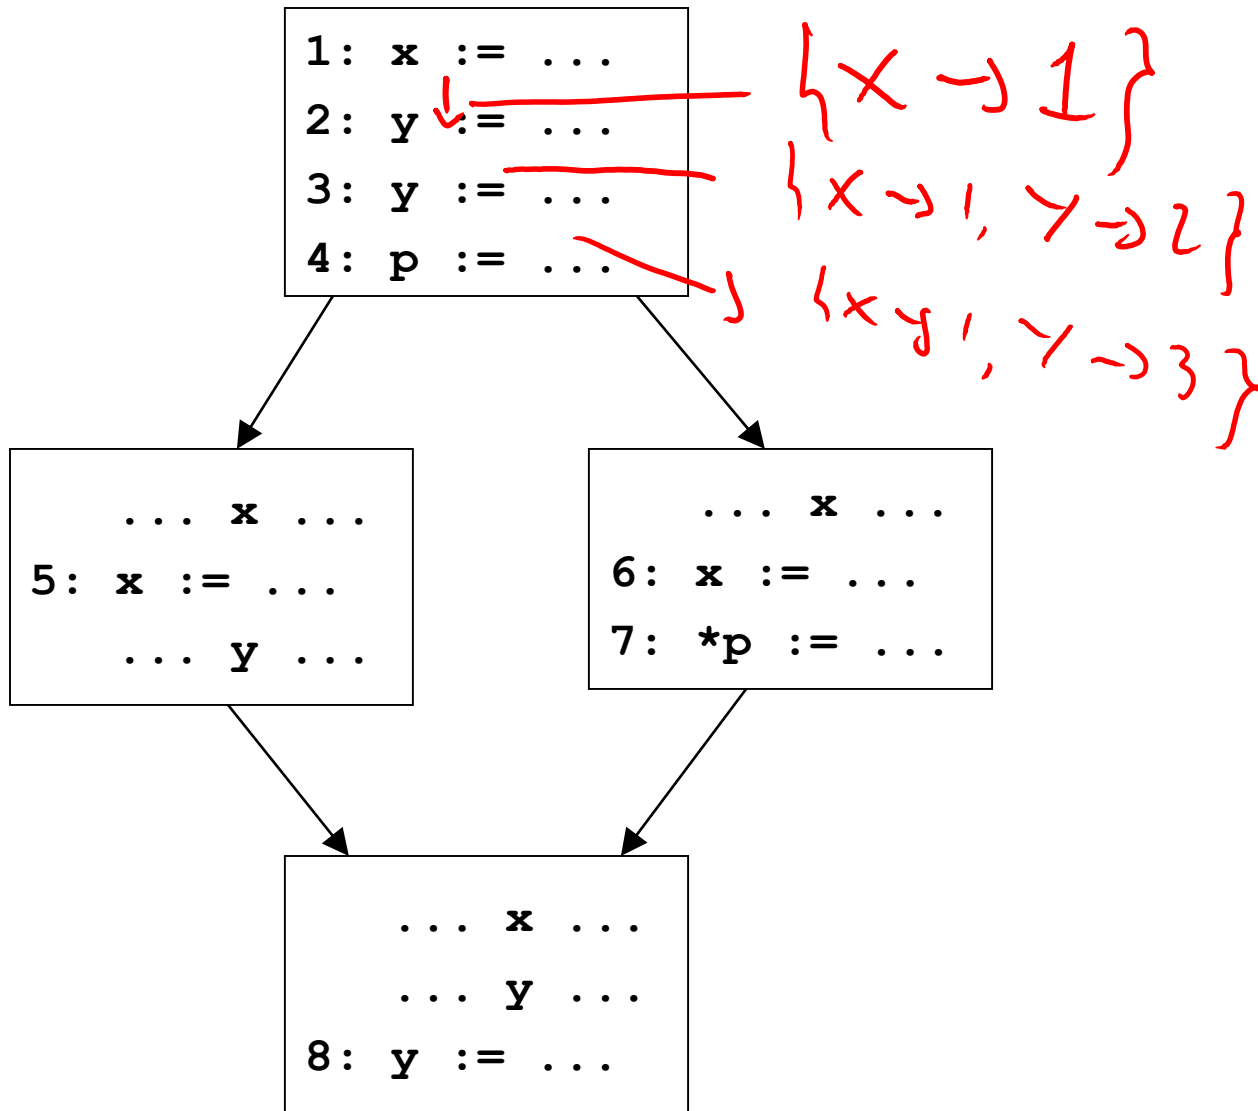 1: x := ...
2: y := ...
3: y := ...
4: p := ...
{x → 1}
{x → 1, y → 2}
{x → 1, y → 3}
... x ...
5: x := ...
... y ...
... x ...
6: x := ...
7: *p := ...
... x ...
... y ...
8: y := ...